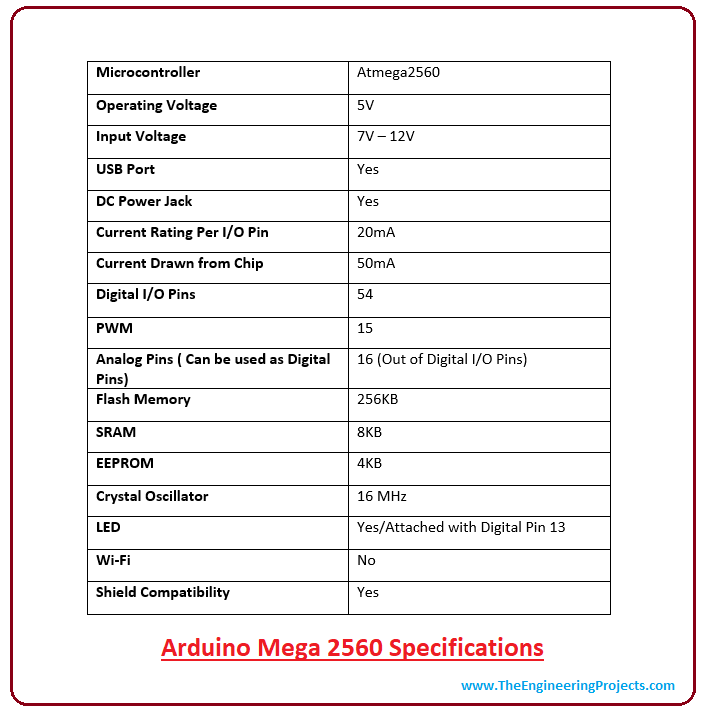 Microcontroller Atmega2560
Operating Voltage 5V
Input Voltage 7V – 12V
USB Port Yes
DC Power Jack Yes
Current Rating Per I/O Pin 20mA
Current Drawn from Chip 50mA
Digital I/O Pins 54
PWM 15
Analog Pins ( Can be used as Digital 16 (Out of Digital I/O Pins)
Pins)
Flash Memory 256KB
SRAM 8KB
EEPROM 4KB
Crystal Oscillator 16 MHz
LED Yes/Attached with Digital Pin 13
Wi-Fi No
Shield Compatibility Yes
Arduino Mega 2560 Specifications
www.TheEngineeringProjects.com